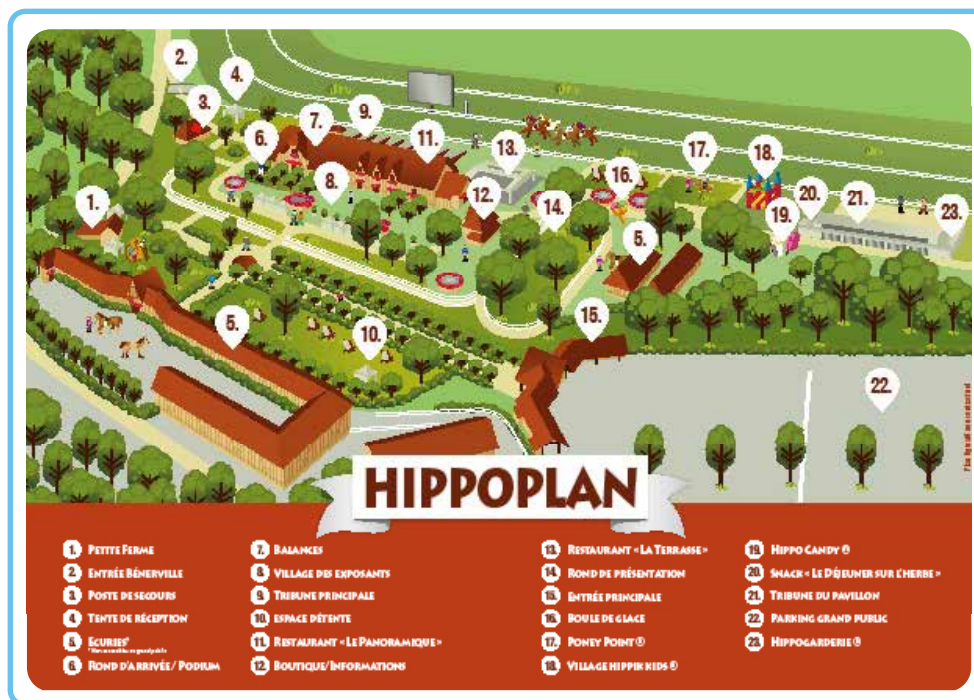 2.
4.
3.
9.
7.
6.
11.
13.
17.
18.
16.
8.
20.
21.
12.
14.
19.
23.
1.
5.
5.
10.
15.
22.
HIPPOPLAN
1. PETITE FERME
2. ENTRÉE BÉNERVILLE
3. POSTE DE SECOURS
4. TENTE DE RÉCEPTION
5. ECURIES*
6. ROND D'ARRIVÉE / PODIUM
7. BALANCES
8. VILLAGE DES EXPOSANTS
9. TRIBUNE PRINCIPALE
10. ESPACE DÉTENTE
11. RESTAURANT « LE PANORAMIQUE »
12. BOUTIQUE/INFORMATIONS
13. RESTAURANT « LA TERRASSE »
14. ROND DE PRÉSENTATION
15. ENTRÉE PRINCIPALE
16. BOULE DE GLACE
17. PONEY POINT ®
18. VILLAGE HIPPIK KIDS ®
19. HIPPO CANDY ®
20. SNACK « LE DÉJEUNER SUR L'HERBE »
21. TRIBUNE DU PAVILLON
22. PARKING GRAND PUBLIC
23. HIPPOGARDERIE ®